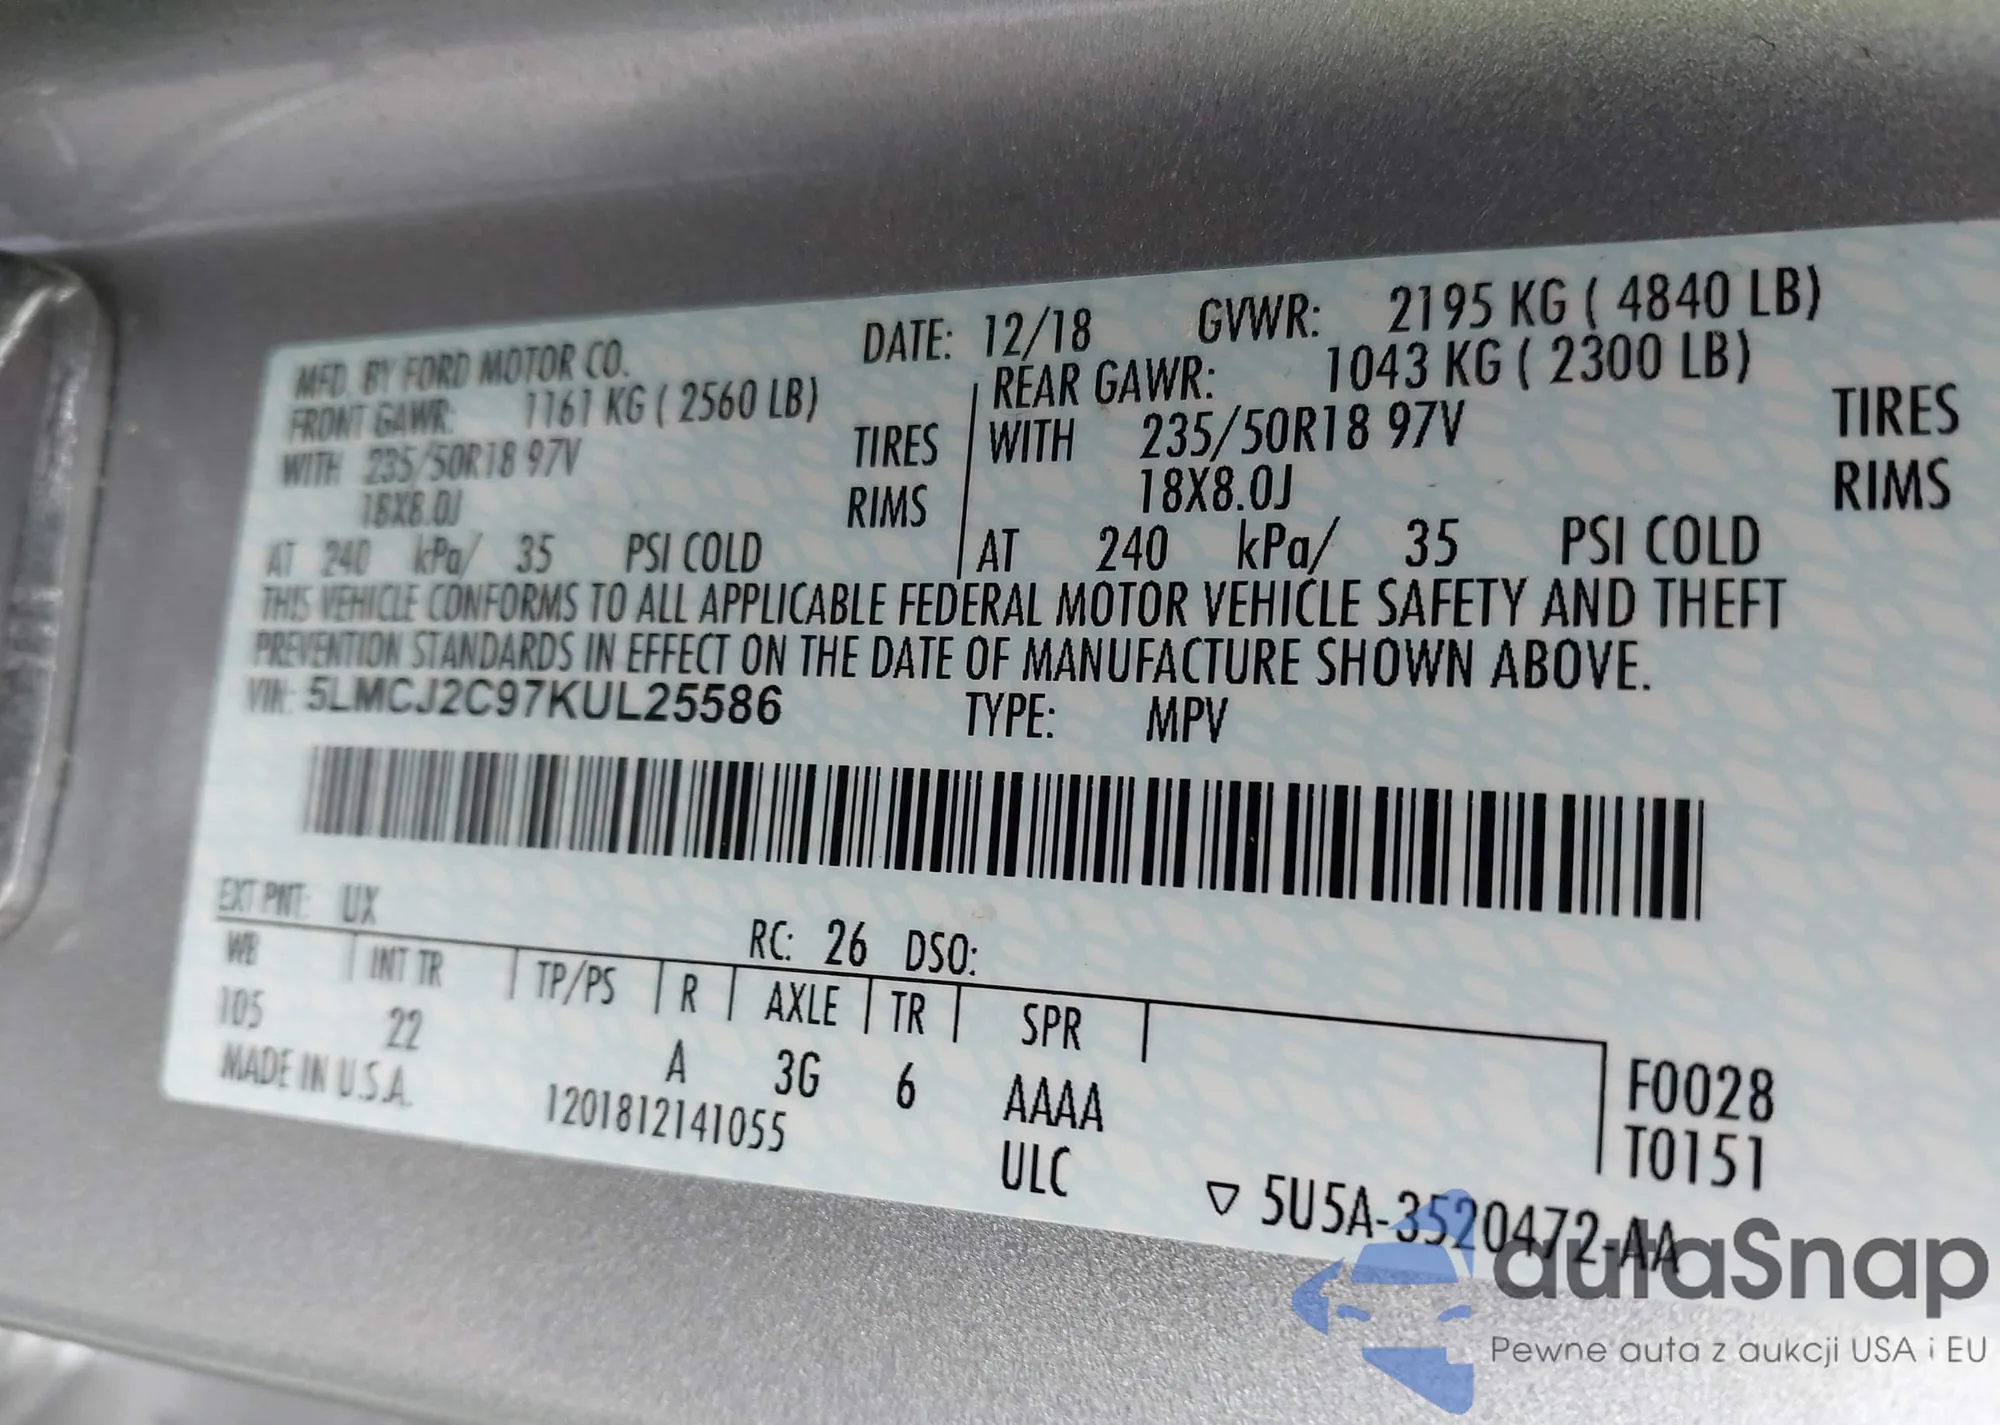 MFD. BY FORD MOTOR CO. DATE: 12/18 GVWR: 2195 KG ( 4840 LB)
FRONT GAWR: 1161 KG ( 2560 LB) REAR GAWR: 1043 KG ( 2300 LB)
WITH 235/50R18 97V TIRES WITH 235/50R18 97V TIRES
18X8.0J RIMS 18X8.0J RIMS
AT 240 kPa/ 35 PSI COLD AT 240 kPa/ 35 PSI COLD
THIS VEHICLE CONFORMS TO ALL APPLICABLE FEDERAL MOTOR VEHICLE SAFETY AND THEFT
PREVENTION STANDARDS IN EFFECT ON THE DATE OF MANUFACTURE SHOWN ABOVE.
VIN: 5LMCJ2C97KUL25586 TYPE: MPV
EXT PNT: UX RC: 26 DSO:
WB INT TR TP/PS R AXLE TR SPR
105 22 A 3G 6 AAAA F0028
MADE IN U.S.A. 1201812141055 ULC T0151
▽ 5U5A-3520472-AA
autaSnap
Pewne auta z aukcji USA i EU